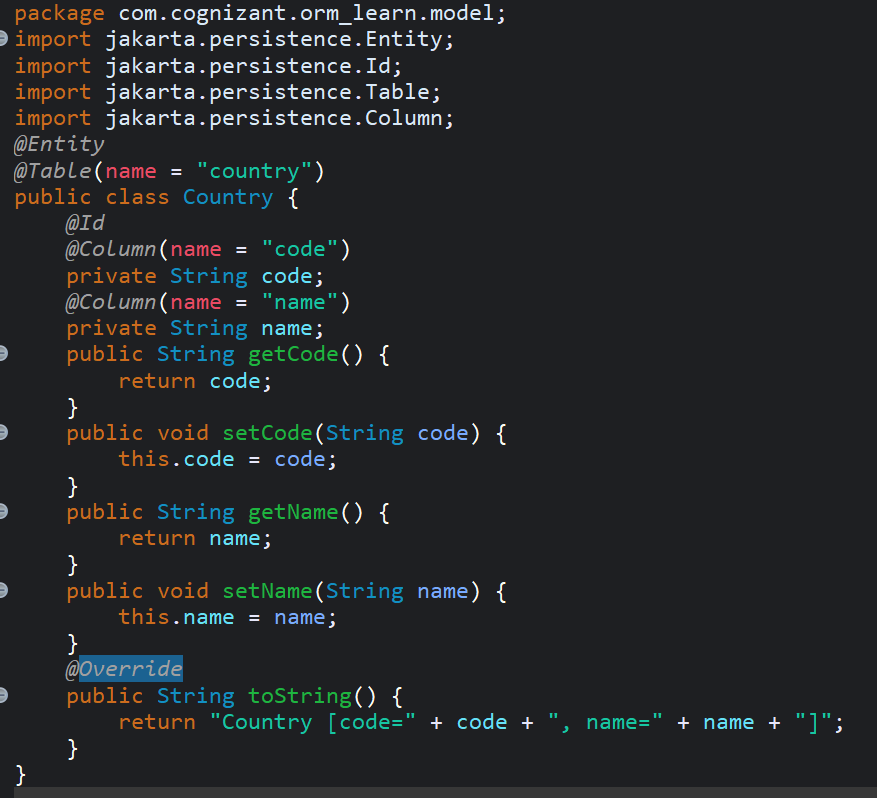 package com.cognizant.orm_learn.model;
import jakarta.persistence.Entity;
import jakarta.persistence.Id;
import jakarta.persistence.Table;
import jakarta.persistence.Column;
@Entity
@Table(name = "country")
public class Country {
    @Id
    @Column(name = "code")
    private String code;
    @Column(name = "name")
    private String name;
    public String getCode() {
        return code;
    }
    public void setCode(String code) {
        this.code = code;
    }
    public String getName() {
        return name;
    }
    public void setName(String name) {
        this.name = name;
    }
    @Override
    public String toString() {
        return "Country [code=" + code + ", name=" + name + "]";
    }
}